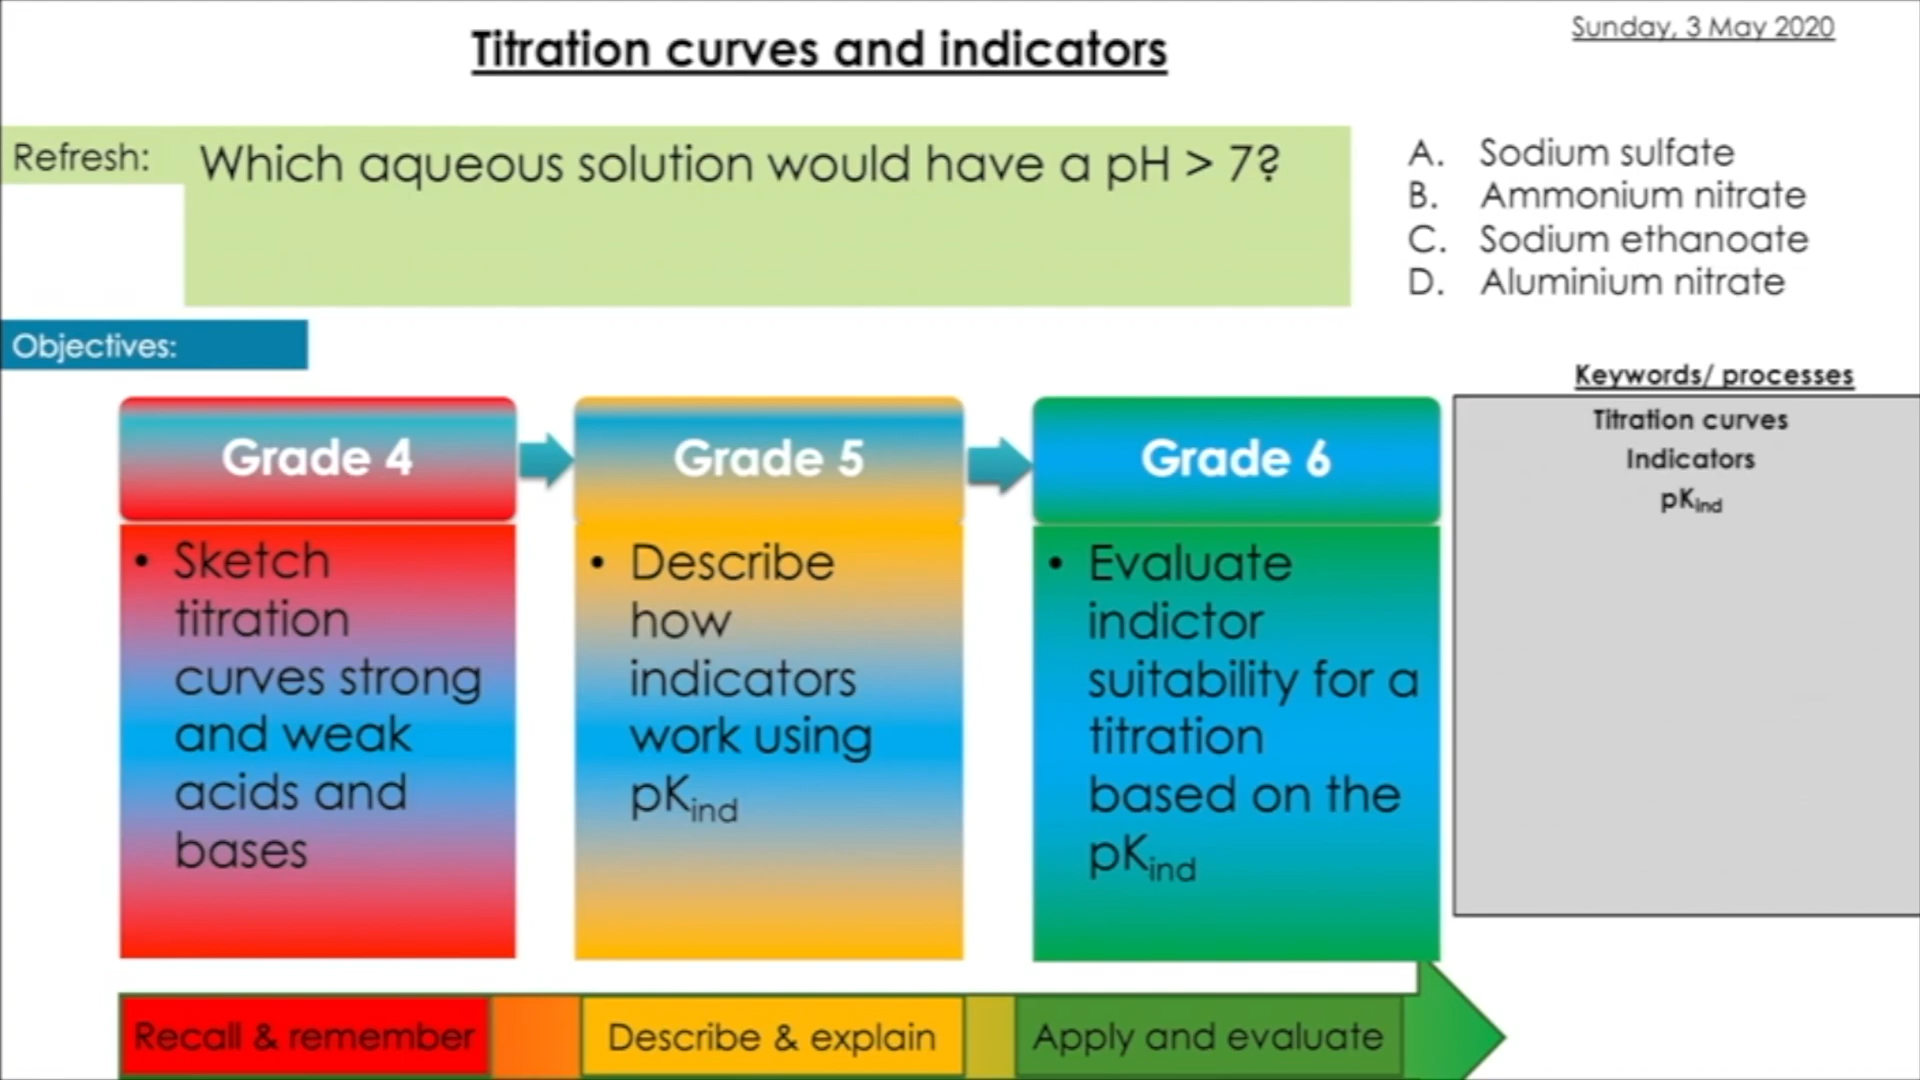 Titration curves and indicators
Sunday, 3 May 2020
Refresh:
Which aqueous solution would have a pH > 7?
A. Sodium sulfate
B. Ammonium nitrate
C. Sodium ethanoate
D. Aluminium nitrate
Objectives:
Keywords/ processes
Titration curves
Indicators
pKind
Grade 4
• Sketch
titration
curves strong
and weak
acids and
bases
Grade 5
• Describe
how
indicators
work using
pKind
Grade 6
• Evaluate
indictor
suitability for a
titration
based on the
pKind
Recall & remember
Describe & explain
Apply and evaluate